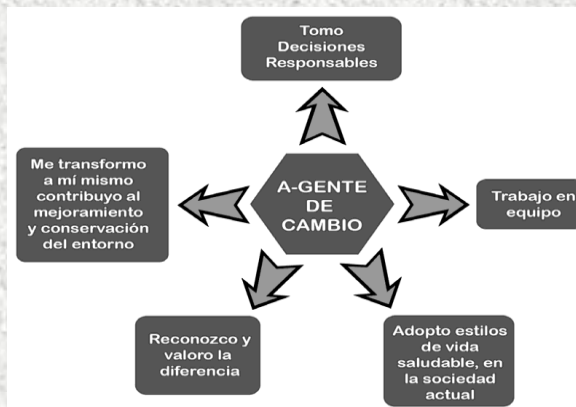 Tomo
Decisiones
Responsables
Me transformo
a mí mismo
contribuyo al
mejoramiento
y conservación
del entorno
A-GENTE
DE
CAMBIO
Trabajo en
equipo
Reconozco y
valoro la
diferencia
Adopto estilos
de vida
saludable, en
la sociedad
actual